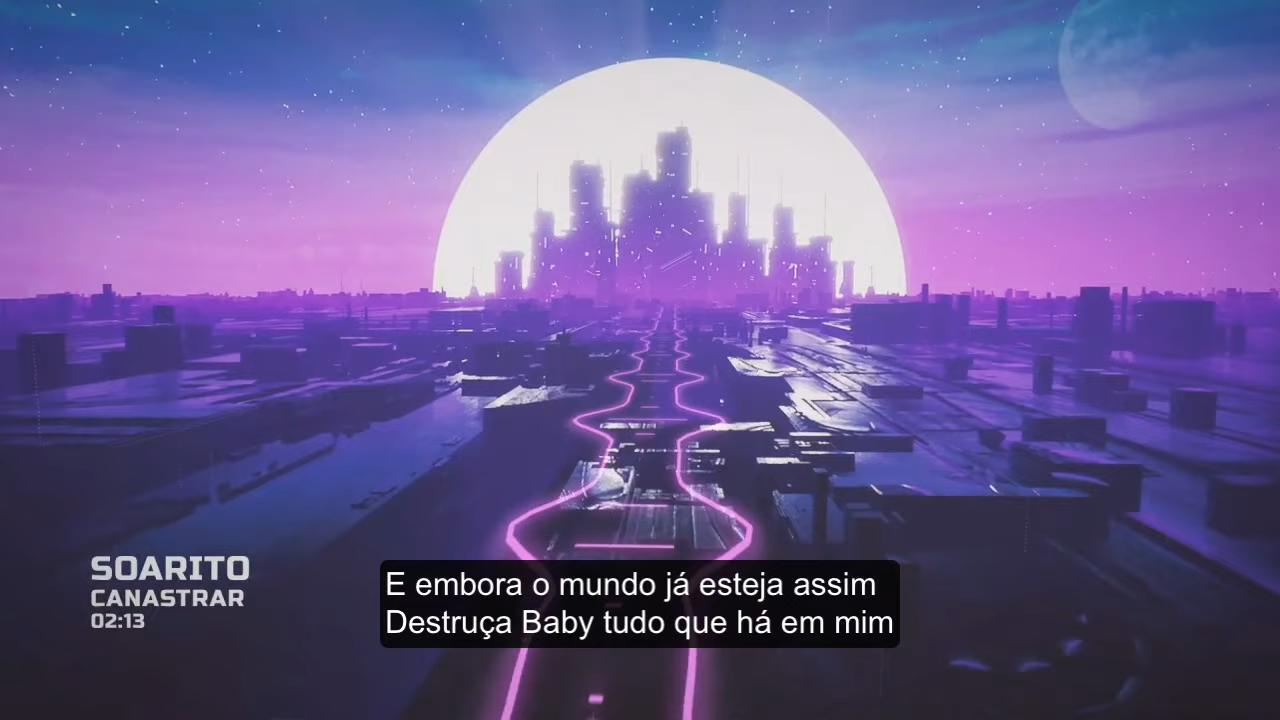 SOARITO
CANASTRAR
02:13
E embora o mundo já esteja assim
Destruça Baby tudo que há em mim